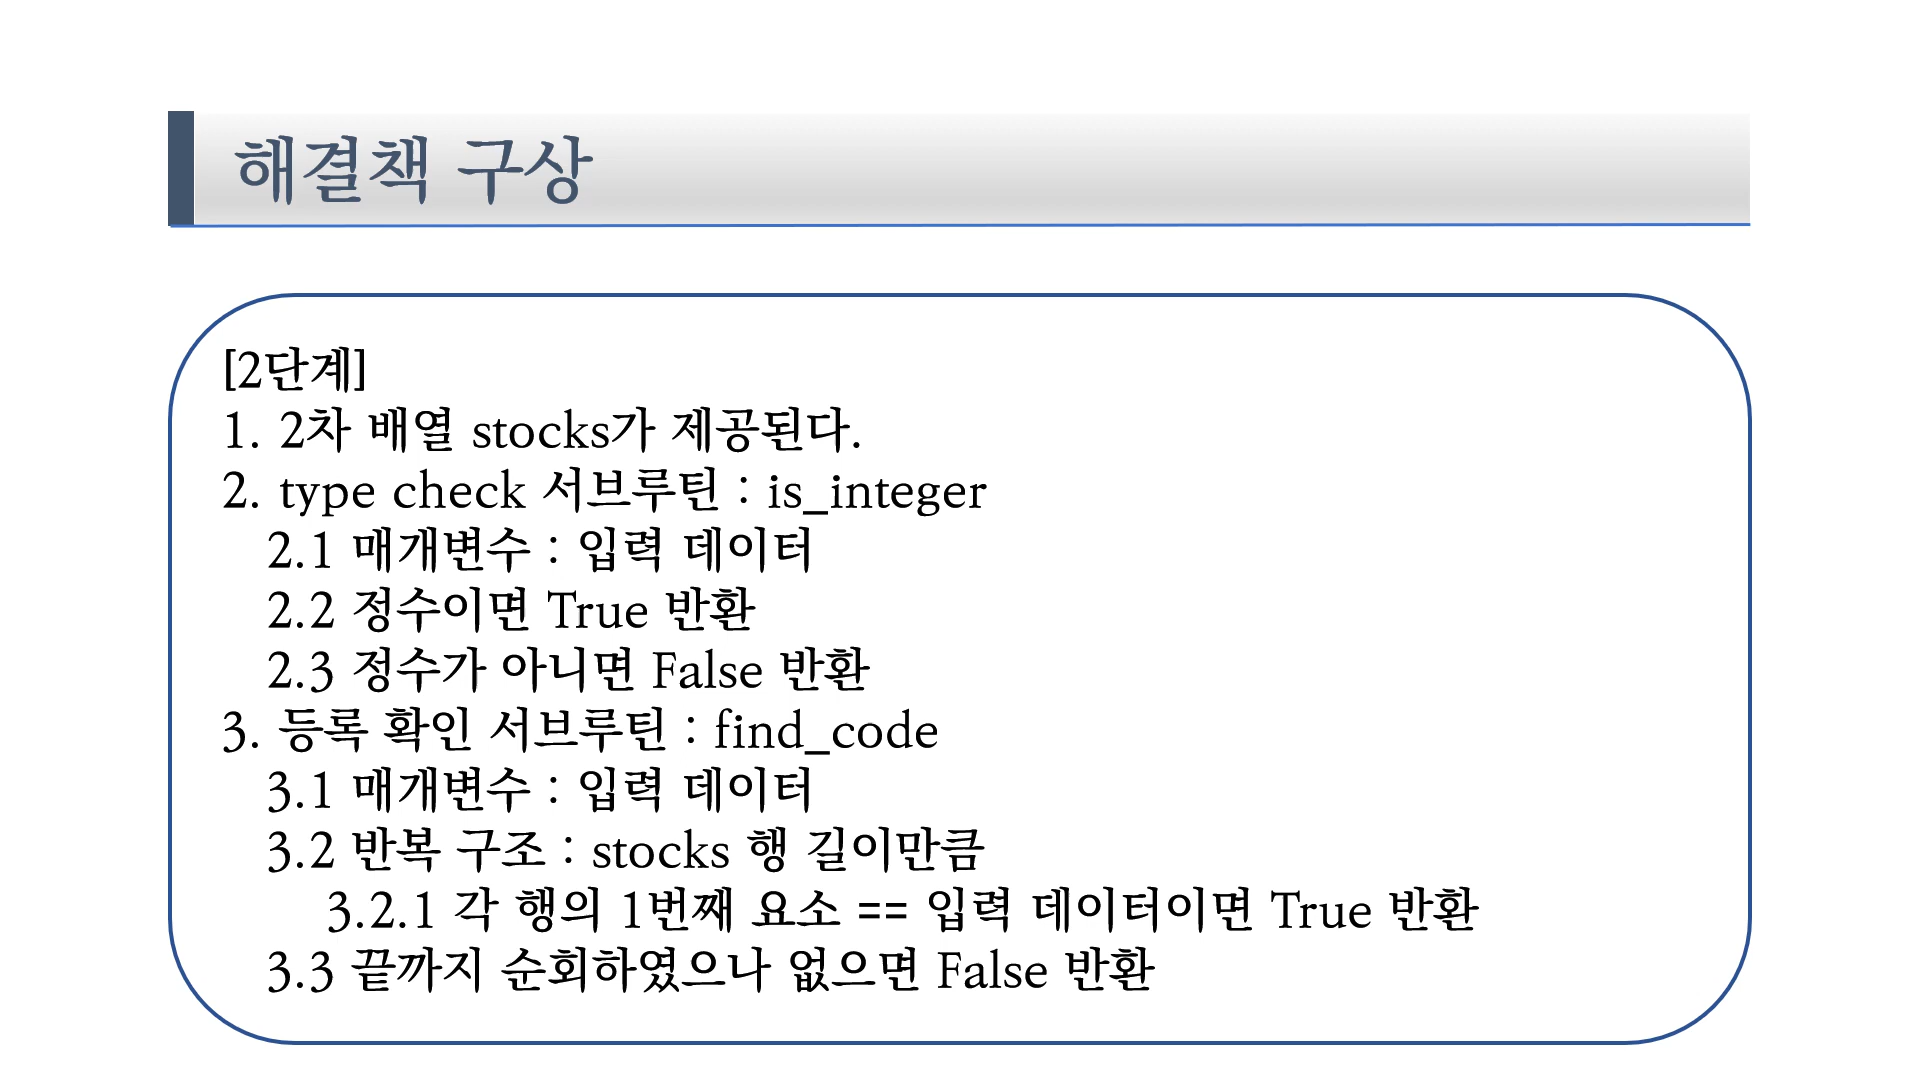 해결책 구상
[2단계]
1. 2차 배열 stocks가 제공된다.
2. type check 서브루틴 : is_integer
2.1 매개변수 : 입력 데이터
2.2 정수이면 True 반환
2.3 정수가 아니면 False 반환
3. 등록 확인 서브루틴 : find_code
3.1 매개변수 : 입력 데이터
3.2 반복 구조 : stocks 행 길이만큼
3.2.1 각 행의 1번째 요소 == 입력 데이터이면 True 반환
3.3 끝까지 순회하였으나 없으면 False 반환